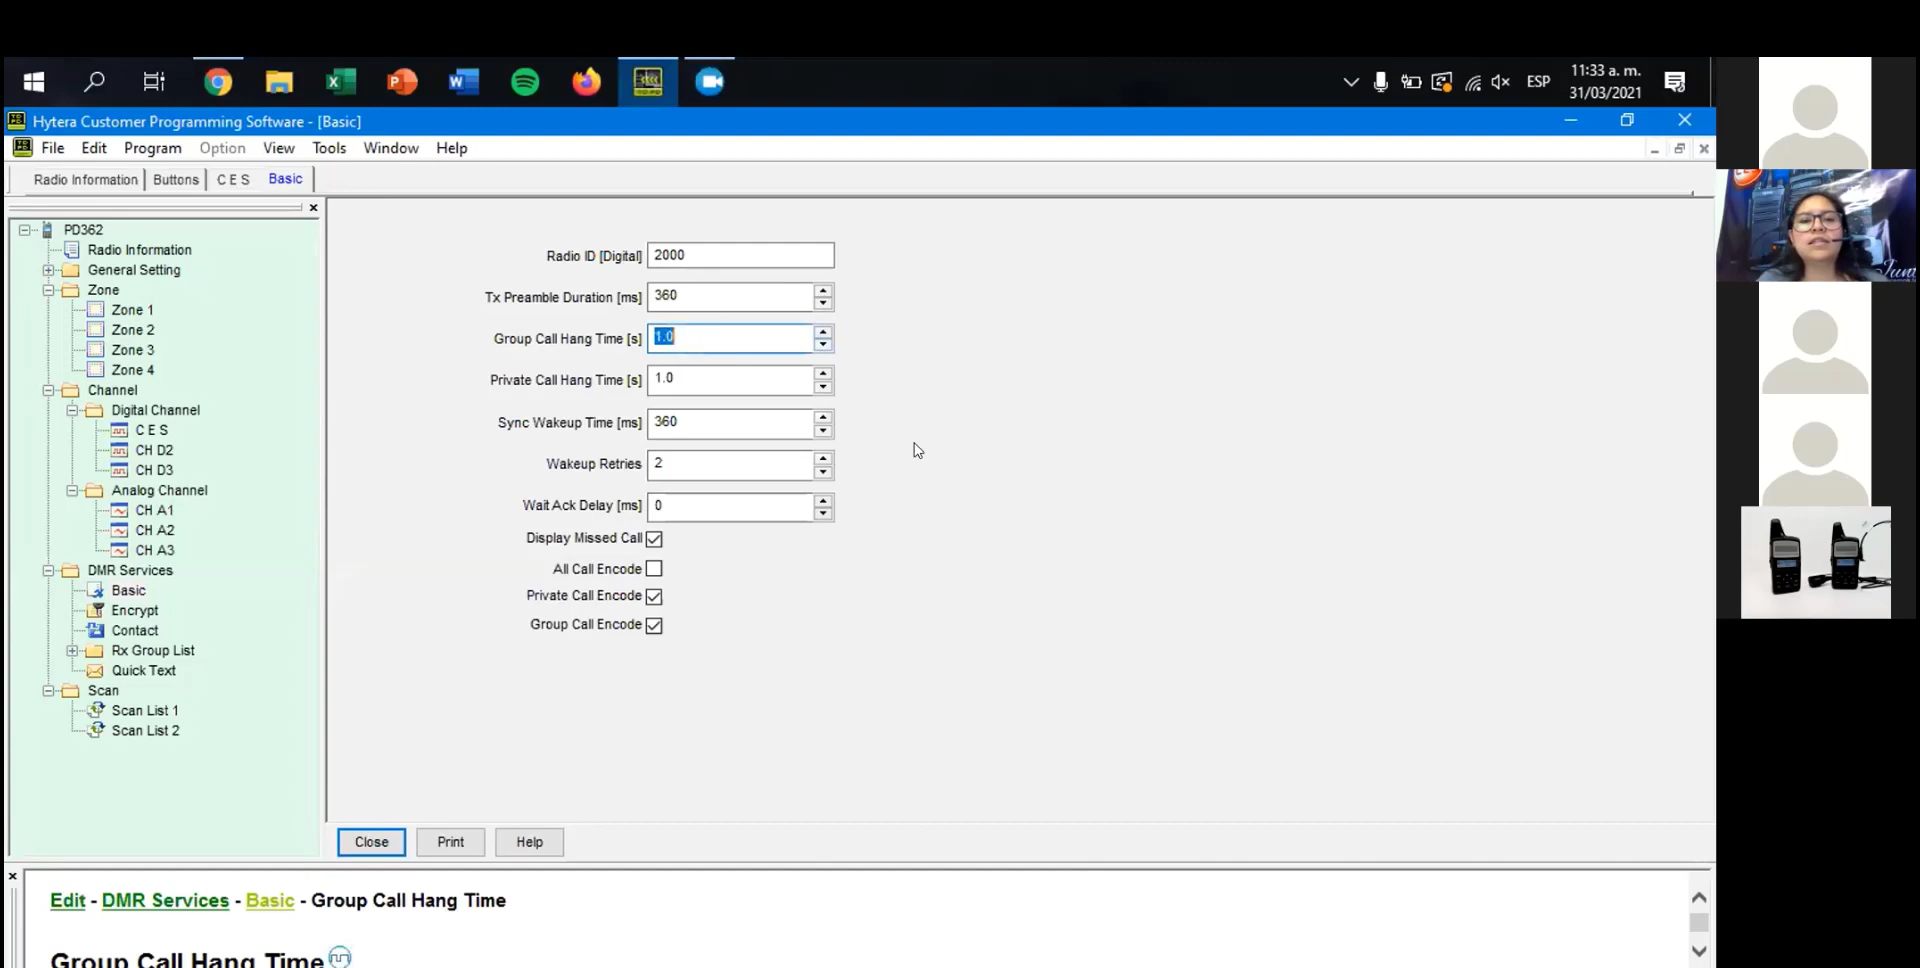 11:33 a. m.
ESP
31/03/2021
Hytera Customer Programming Software - [Basic]
File Edit Program Option View Tools Window Help
Radio Information Buttons C E S Basic
PD362
Radio Information
General Setting
Zone
Zone 1
Zone 2
Zone 3
Zone 4
Channel
Digital Channel
C E S
CH D2
CH D3
Analog Channel
CH A1
CH A2
CH A3
DMR Services
Basic
Encrypt
Contact
Rx Group List
Quick Text
Scan
Scan List 1
Scan List 2
Radio ID [Digital] 2000
Tx Preamble Duration [ms] 360
Group Call Hang Time [s] 1.0
Private Call Hang Time [s] 1.0
Sync Wakeup Time [ms] 360
Wakeup Retries 2
Wait Ack Delay [ms] 0
Display Missed Call
All Call Encode
Private Call Encode
Group Call Encode
Close Print Help
Edit - DMR Services - Basic - Group Call Hang Time
Group Call Hang Time